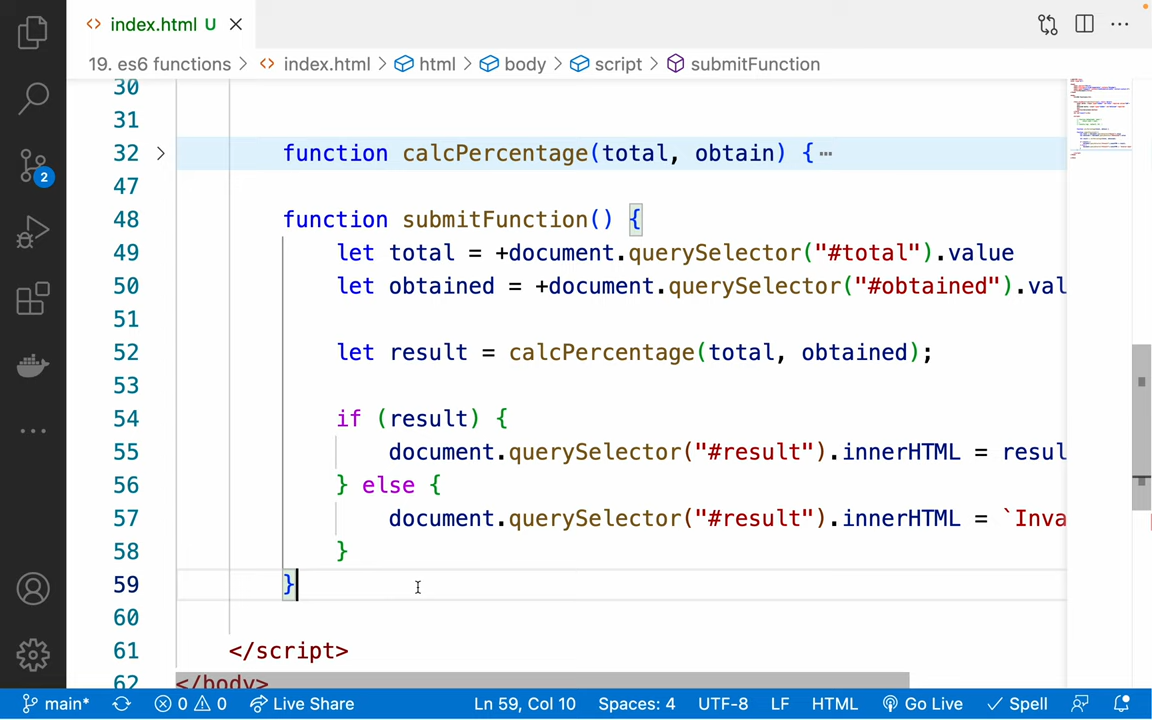 index.html U
19. es6 functions > index.html > html > body > script > submitFunction
30
31
32 function calcPercentage(total, obtain) {
47
48 function submitFunction() {
49 let total = +document.querySelector("#total").value
50 let obtained = +document.querySelector("#obtained").val
51
52 let result = calcPercentage(total, obtained);
53
54 if (result) {
55 document.querySelector("#result").innerHTML = resul
56 } else {
57 document.querySelector("#result").innerHTML = `Inva
58 }
59 }
60
61 </script>
62 </body>
2
main* 0 0 Live Share Ln 59, Col 10 Spaces: 4 UTF-8 LF HTML Go Live Spell